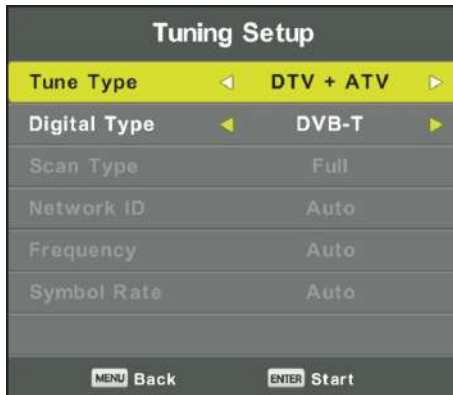 Tuning Setup
Tune Type DTV + ATV
Digital Type DVB-T
Scan Type Full
Network ID Auto
Frequency Auto
Symbol Rate Auto
MENU Back ENTER Start